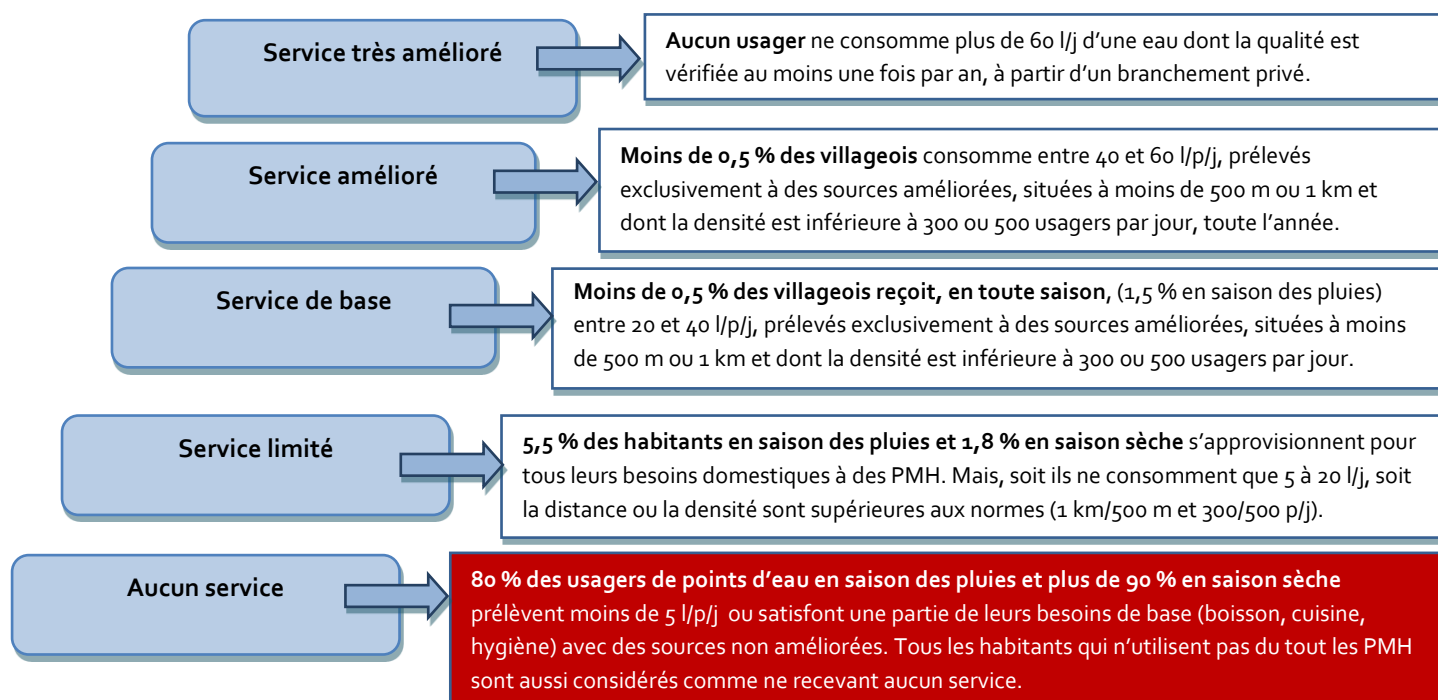 Service très amélioré
Aucun usager ne consomme plus de 60 l/j d’une eau dont la qualité est
vérifiée au moins une fois par an, à partir d’un branchement privé.
Service amélioré
Moins de 0,5 % des villageois consomme entre 40 et 60 l/p/j, prélevés
exclusivement à des sources améliorées, situées à moins de 500 m ou 1 km et
dont la densité est inférieure à 300 ou 500 usagers par jour, toute l’année.
Service de base
Moins de 0,5 % des villageois reçoit, en toute saison, (1,5 % en saison des pluies)
entre 20 et 40 l/p/j, prélevés exclusivement à des sources améliorées, situées à moins
de 500 m ou 1 km et dont la densité est inférieure à 300 ou 500 usagers par jour.
Service limité
5,5 % des habitants en saison des pluies et 1,8 % en saison sèche s’approvisionnent pour
tous leurs besoins domestiques à des PMH. Mais, soit ils ne consomment que 5 à 20 l/j, soit
la distance ou la densité sont supérieures aux normes (1 km/500 m et 300/500 p/j).
Aucun service
80 % des usagers de points d’eau en saison des pluies et plus de 90 % en saison sèche
prélèvent moins de 5 l/p/j ou satisfont une partie de leurs besoins de base (boisson, cuisine,
hygiène) avec des sources non améliorées. Tous les habitants qui n’utilisent pas du tout les PMH
sont aussi considérés comme ne recevant aucun service.